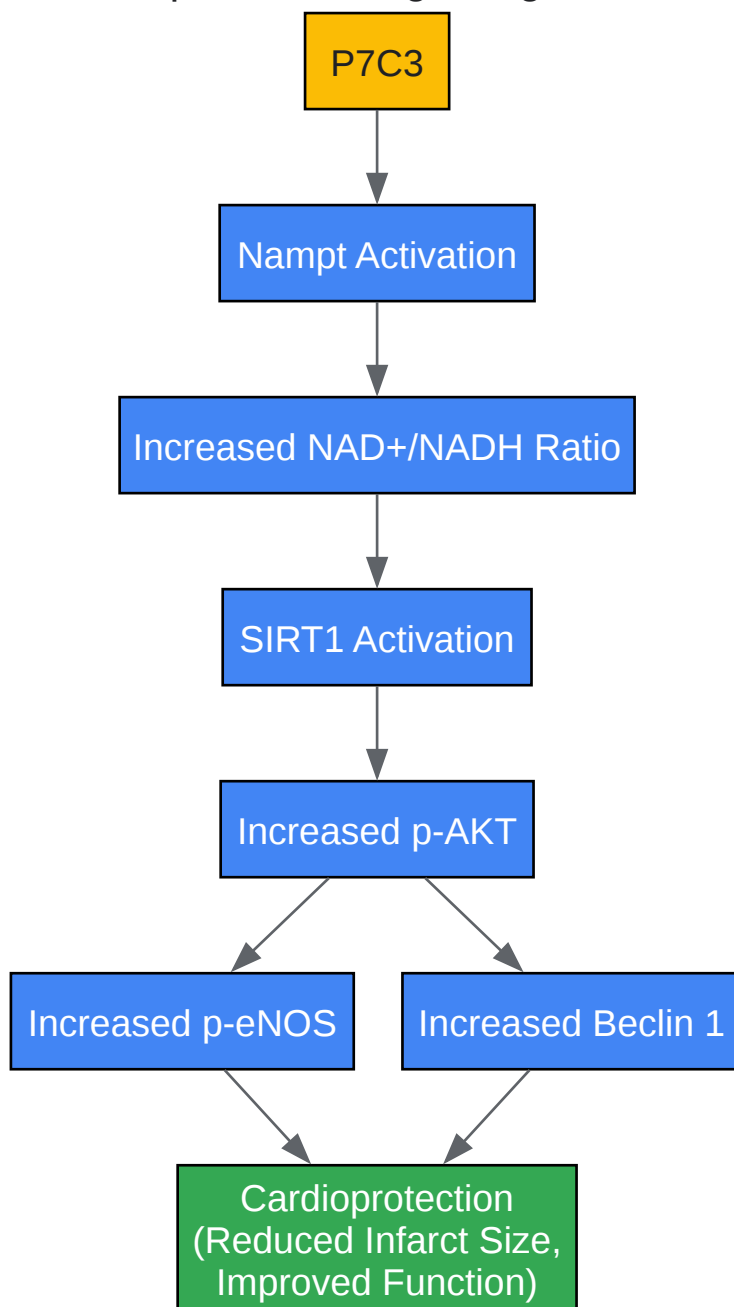 P7C3
Nampt Activation
Increased NAD+/NADH Ratio
SIRT1 Activation
Increased p-AKT
Increased p-eNOS
Increased Beclin 1
Cardioprotection
(Reduced Infarct Size,
Improved Function)